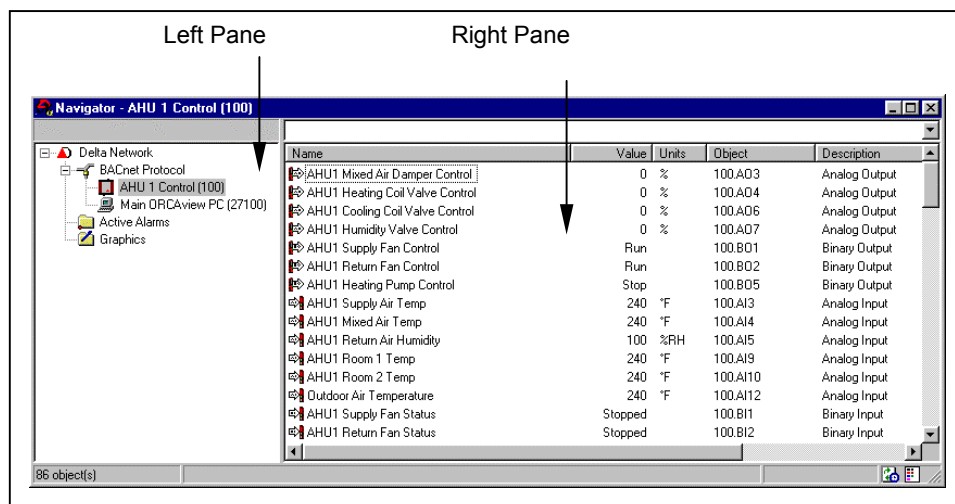 Left Pane Right Pane
Navigator - AHU 1 Control (100)
Delta Network
BACnet Protocol
AHU 1 Control (100)
Main ORCAview PC (27100)
Active Alarms
Graphics
Name Value Units Object Description
AHU1 Mixed Air Damper Control 0 % 100.AO3 Analog Output
AHU1 Heating Coil Valve Control 0 % 100.AO4 Analog Output
AHU1 Cooling Coil Valve Control 0 % 100.AO6 Analog Output
AHU1 Humidity Valve Control 0 % 100.AO7 Analog Output
AHU1 Supply Fan Control Run 100.BO1 Binary Output
AHU1 Return Fan Control Run 100.BO2 Binary Output
AHU1 Heating Pump Control Stop 100.BO5 Binary Output
AHU1 Supply Air Temp 240 °F 100.AI3 Analog Input
AHU1 Mixed Air Temp 240 °F 100.AI4 Analog Input
AHU1 Return Air Humidity 100 %RH 100.AI5 Analog Input
AHU1 Room 1 Temp 240 °F 100.AI9 Analog Input
AHU1 Room 2 Temp 240 °F 100.AI10 Analog Input
Outdoor Air Temperature 240 °F 100.AI12 Analog Input
AHU1 Supply Fan Status Stopped 100.BI1 Binary Input
AHU1 Return Fan Status Stopped 100.BI2 Binary Input
86 object(s)